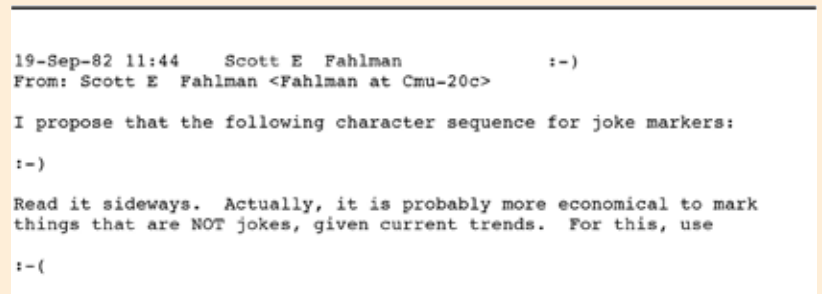 19-Sep-82 11:44    Scott E  Fahlman             :-)
From: Scott E  Fahlman <Fahlman at Cmu-20c>
I propose that the following character sequence for joke markers:
:-)
Read it sideways.  Actually, it is probably more economical to mark
things that are NOT jokes, given current trends.  For this, use
:-(